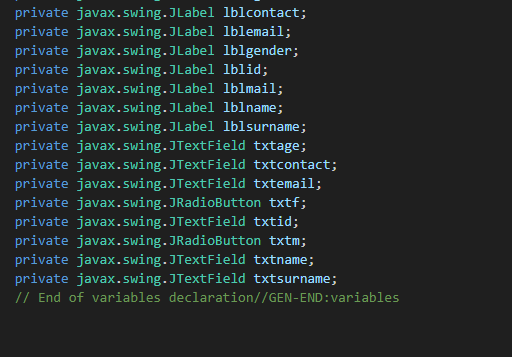 private javax.swing.JLabel lblcontact;
private javax.swing.JLabel lblemail;
private javax.swing.JLabel lblgender;
private javax.swing.JLabel lblid;
private javax.swing.JLabel lblmail;
private javax.swing.JLabel lblname;
private javax.swing.JLabel lblsurname;
private javax.swing.JTextField txtage;
private javax.swing.JTextField txtcontact;
private javax.swing.JTextField txtemail;
private javax.swing.JRadioButton txtf;
private javax.swing.JTextField txtid;
private javax.swing.JRadioButton txtm;
private javax.swing.JTextField txtname;
private javax.swing.JTextField txtsurname;
// End of variables declaration//GEN-END:variables